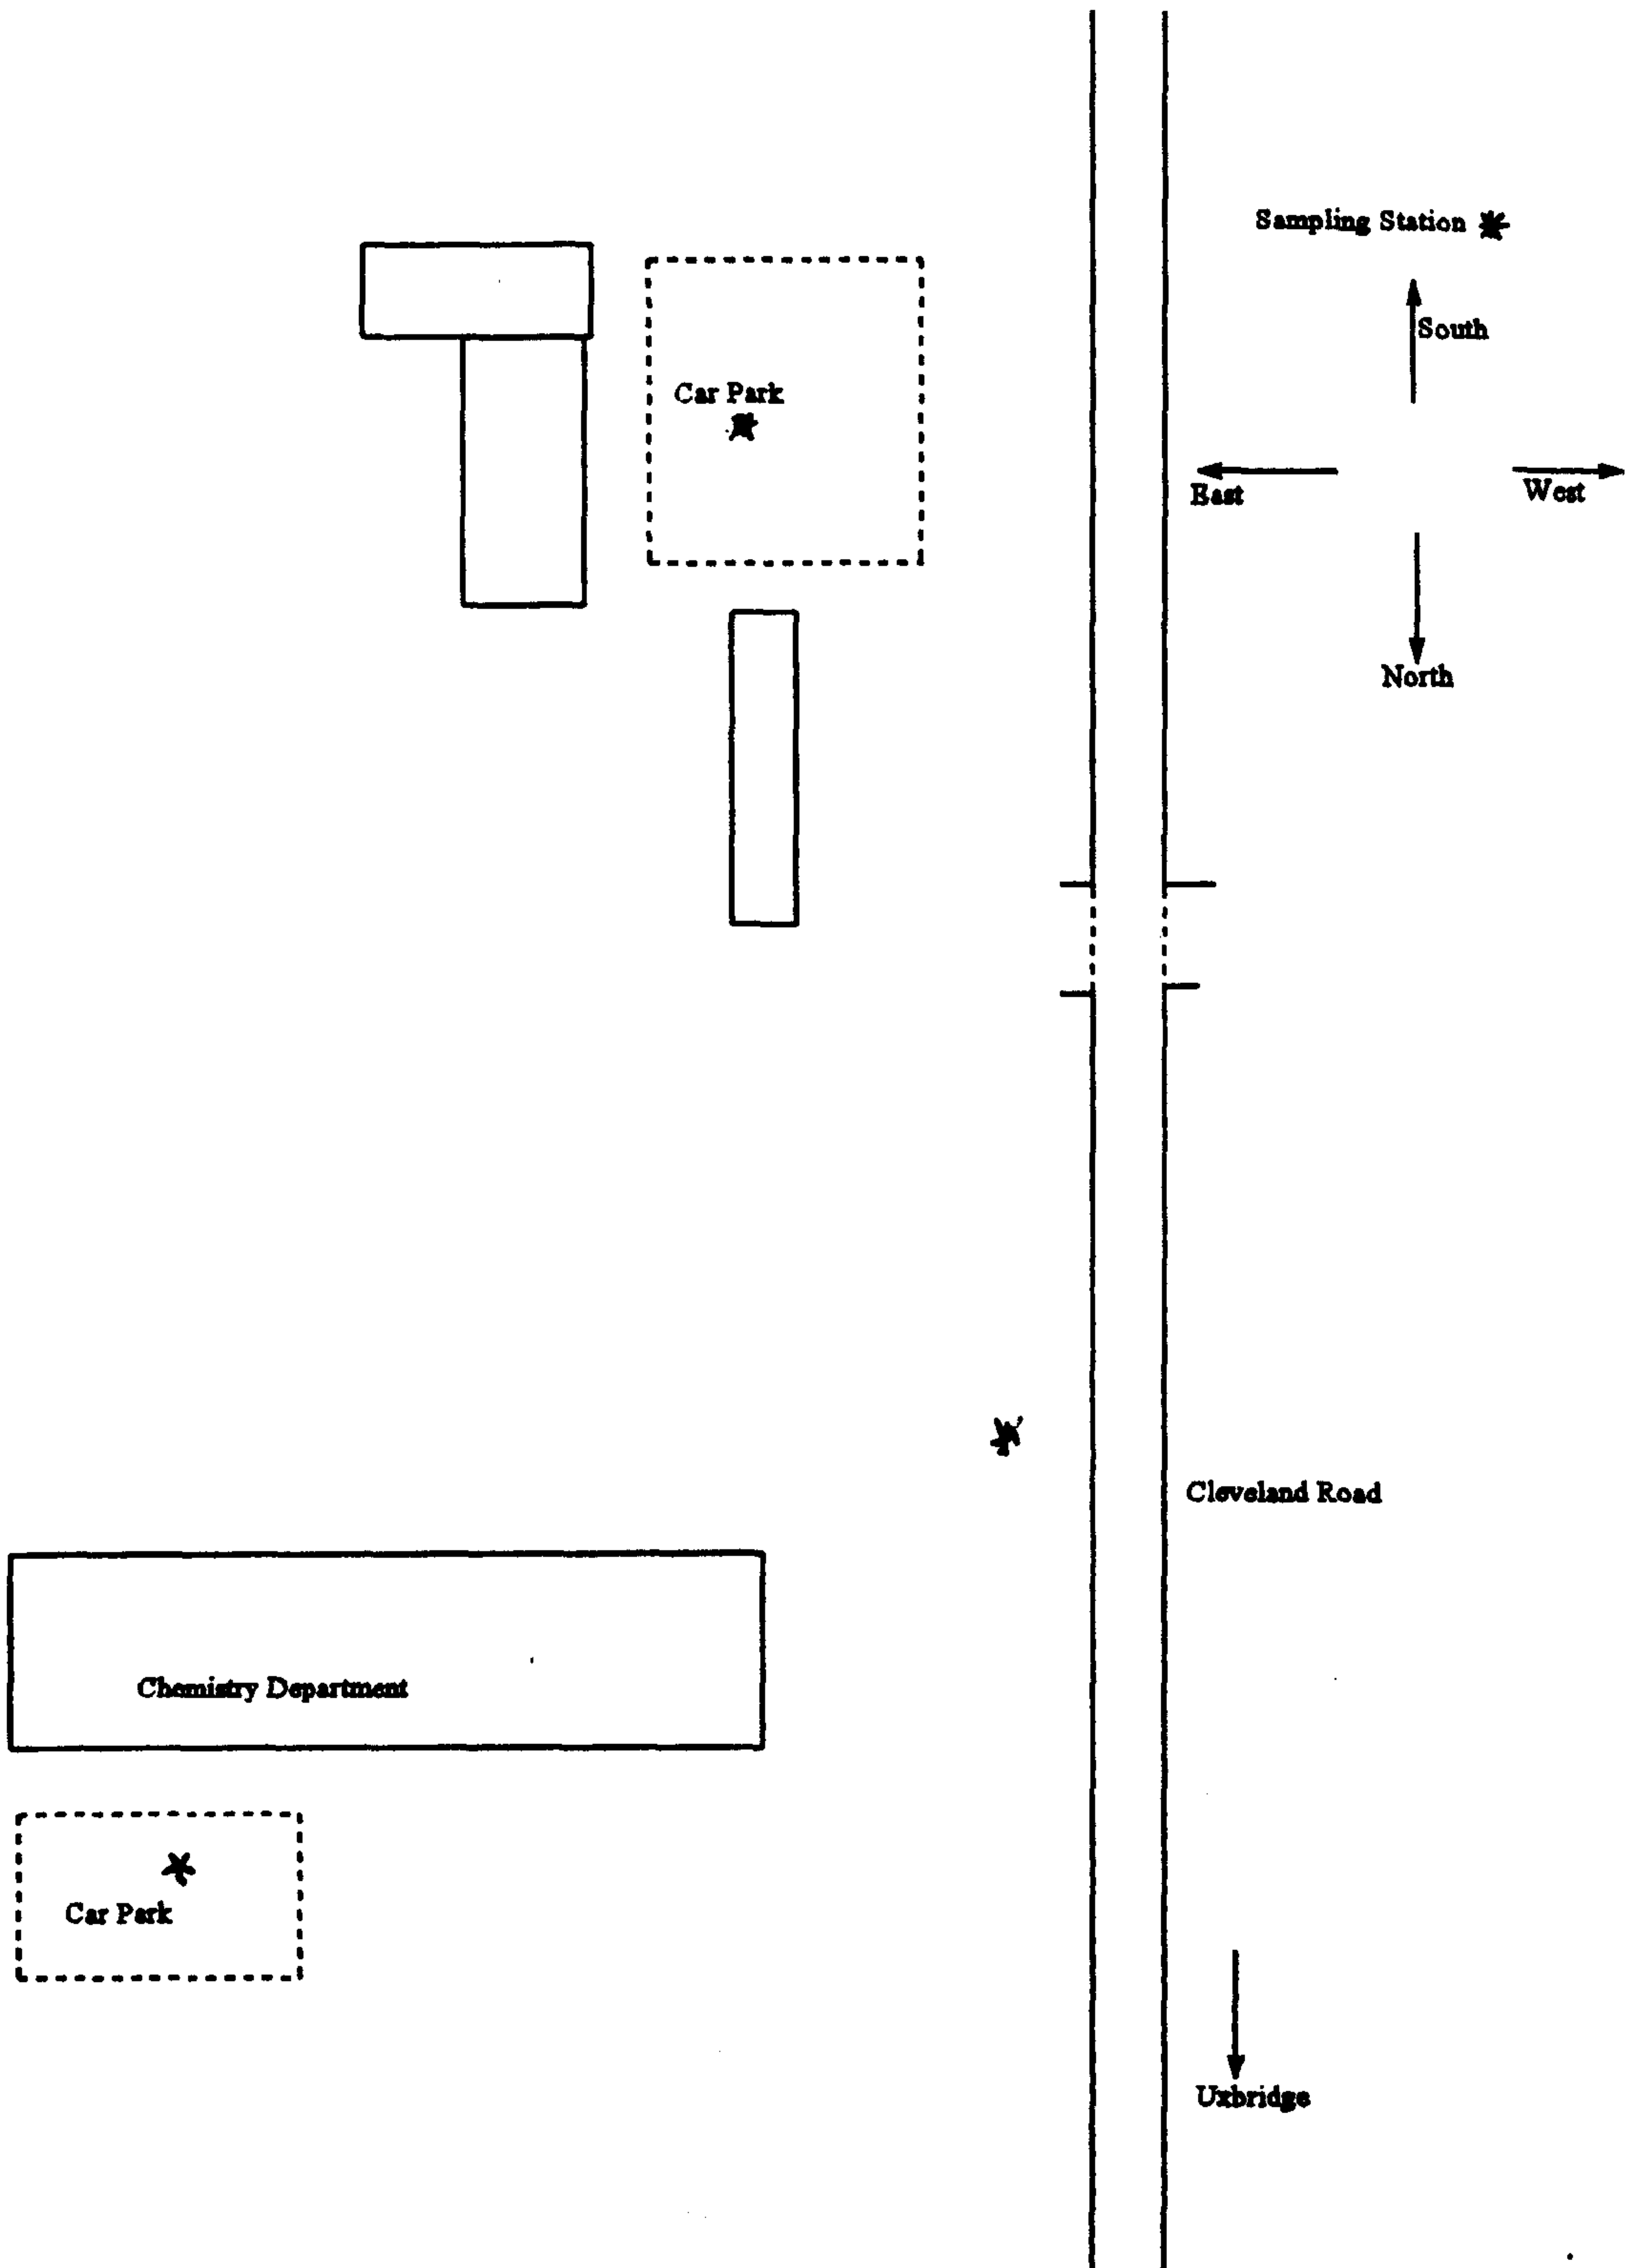 Sampling Station
South
Car Park
East
West
North
Cleveland Road
Chemistry Department
Car Park
Uxbridge